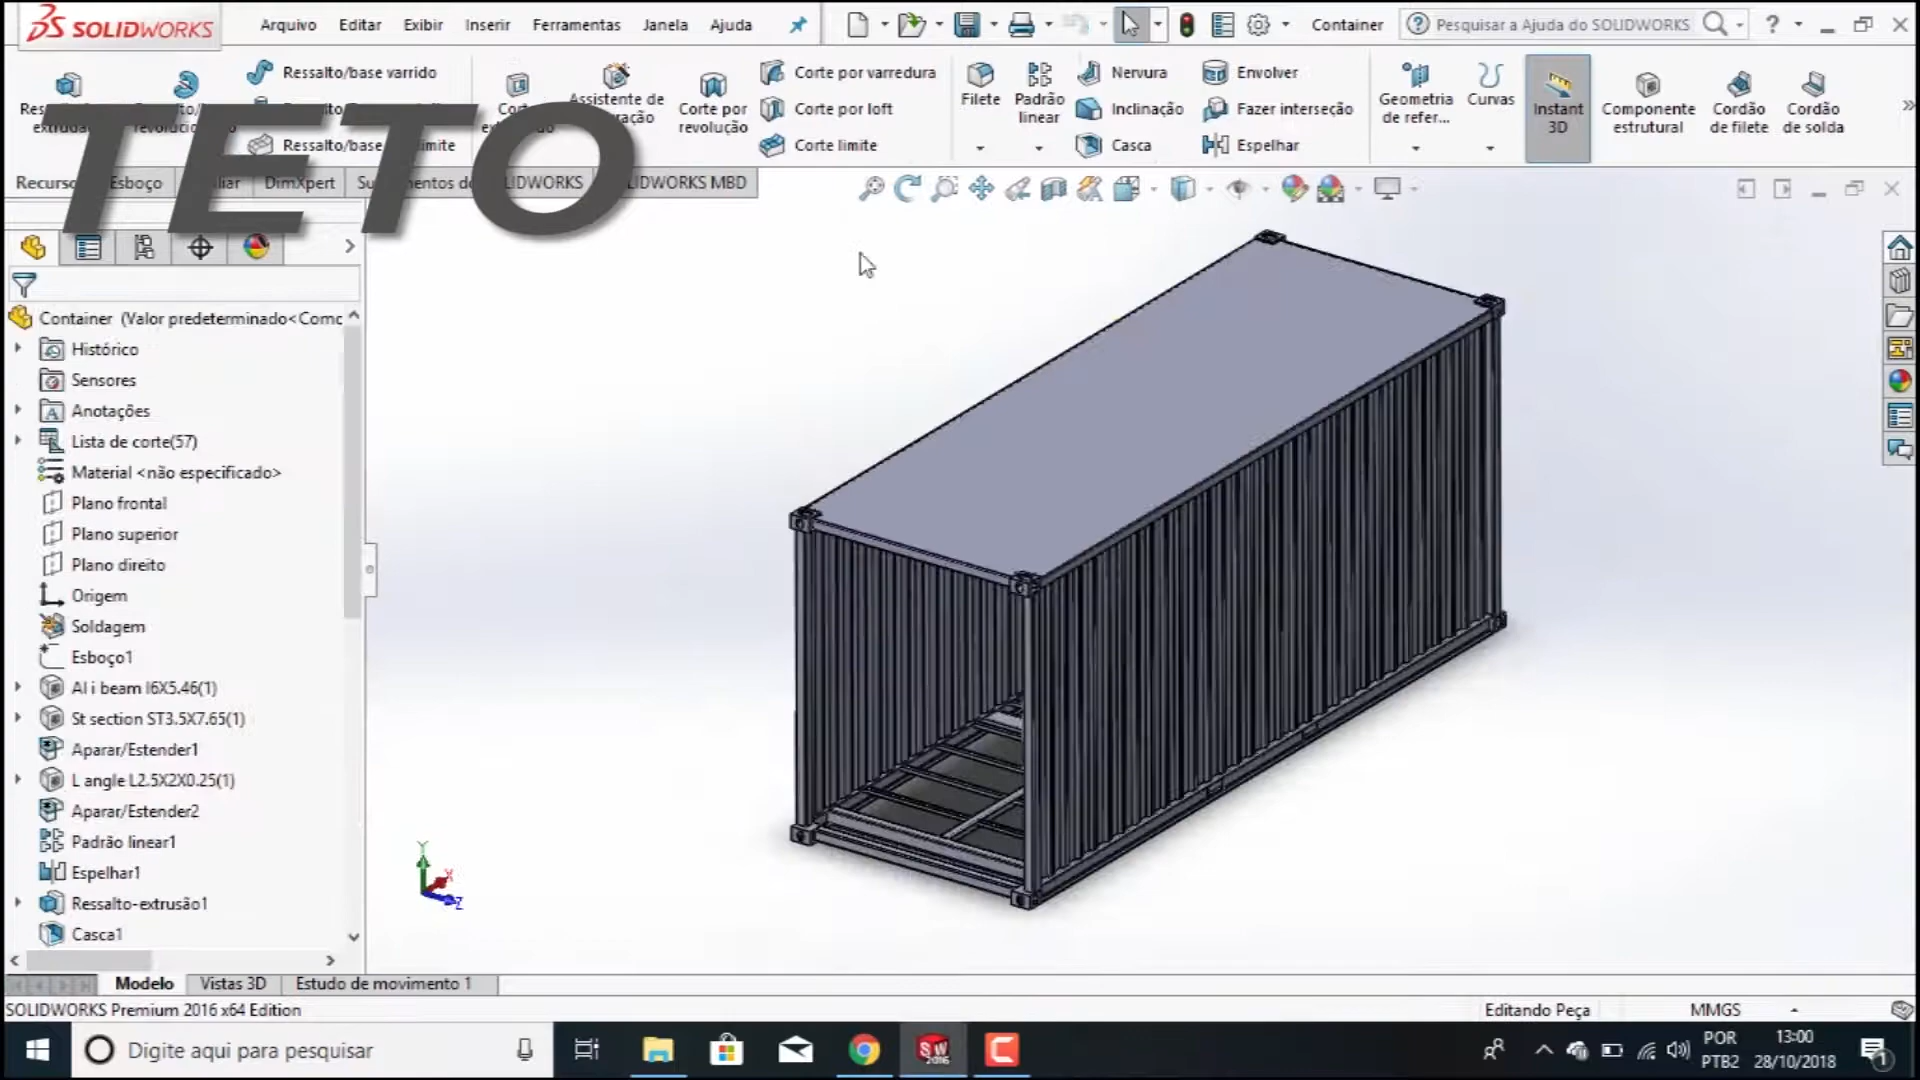 SOLIDWORKS
Arquivo Editar Exibir Inserir Ferramentas Janela Ajuda
Container
Pesquisar a Ajuda do SOLIDWORKS
Ressalto/base varrido
Ressalto/base
Assistente de
Corte por
revolução
Corte por varredura
Corte por loft
Corte limite
Filete
Padrão
linear
Nervura
Inclinação
Casca
Envolver
Fazer interseção
Espelhar
Geometria
de refer...
Curvas
Instant
3D
Componente
estrutural
Cordão
de filete
Cordão
de solda
TETO
Esboço
DimXpert
SOLIDWORKS MBD
Container (Valor predeterminado<Como
Histórico
Sensores
Anotações
Lista de corte(57)
Material <não especificado>
Plano frontal
Plano superior
Plano direito
Origem
Soldagem
Esboço1
Al i beam I6X5.46(1)
St section ST3.5X7.65(1)
Aparar/Estender1
L angle L2.5X2X0.25(1)
Aparar/Estender2
Padrão linear1
Espelhar1
Ressalto-extrusão1
Casca1
Y
X
Z
Modelo Vistas 3D Estudo de movimento 1
SOLIDWORKS Premium 2016 x64 Edition
Editando Peça
MMGS
Digite aqui para pesquisar
SW
2016
POR
PTB2
13:00
28/10/2018
1